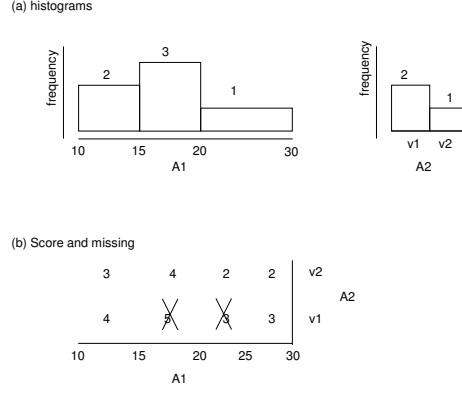 (a) histograms
frequency
2
3
1
10 15 20 30
A1
frequency
2
1
v1 v2
A2
(b) Score and missing
3 4 2 2 v2
A2
4 5 3 3 v1
10 15 20 25 30
A1